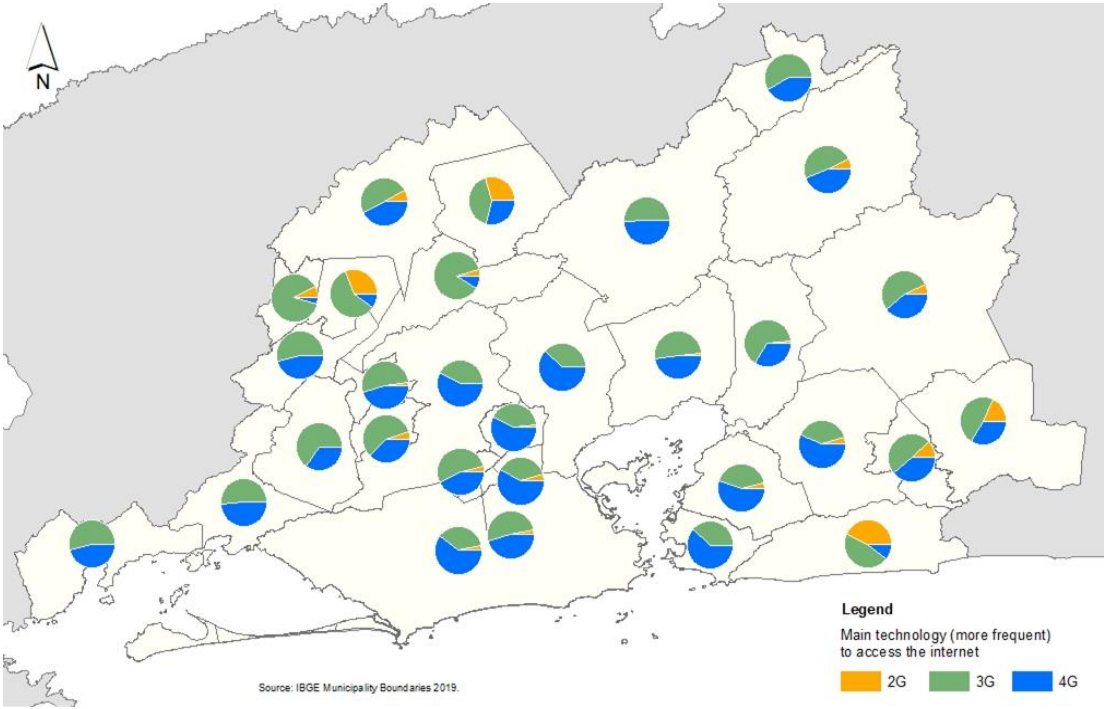 N
Legend
Main technology (more frequent)
to access the internet
2G 3G 4G
Source: IBGE Municipality Boundaries 2019.